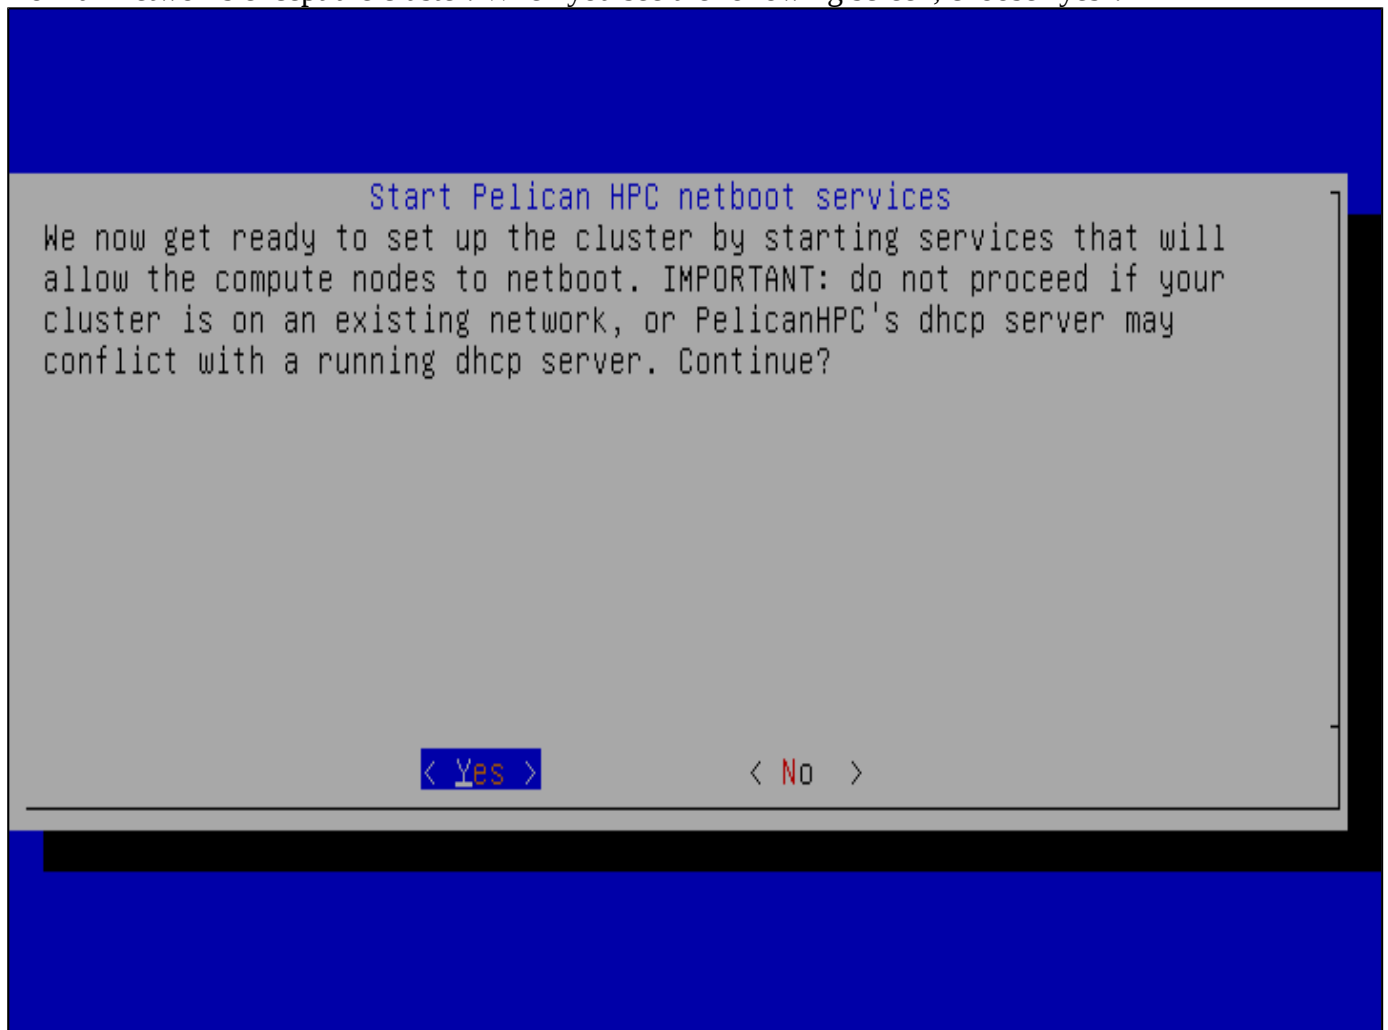 Start Pelican HPC netboot services
We now get ready to set up the cluster by starting services that will
allow the compute nodes to netboot. IMPORTANT: do not proceed if your
cluster is on an existing network, or PelicanHPC's dhcp server may
conflict with a running dhcp server. Continue?
< Yes > < No >